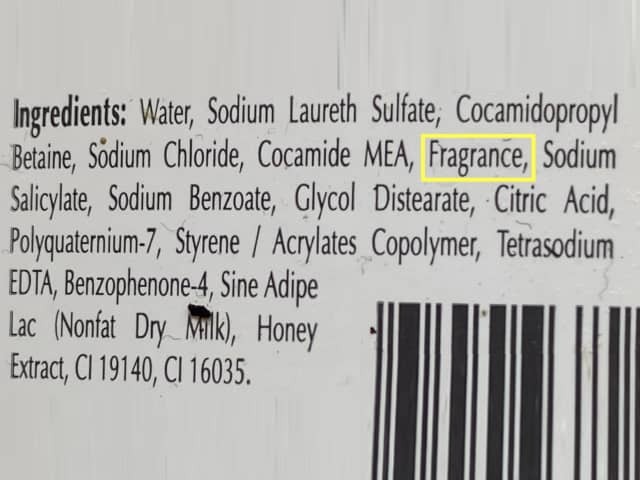 Ingredients: Water, Sodium Laureth Sulfate, Cocamidopropyl
Betaine, Sodium Chloride, Cocamide MEA, Fragrance, Sodium
Salicylate, Sodium Benzoate, Glycol Distearate, Citric Acid,
Polyquaternium-7, Styrene / Acrylates Copolymer, Tetrasodium
EDTA, Benzophenone-4, Sine Adipe
Lac (Nonfat Dry Milk), Honey
Extract, CI 19140, CI 16035.